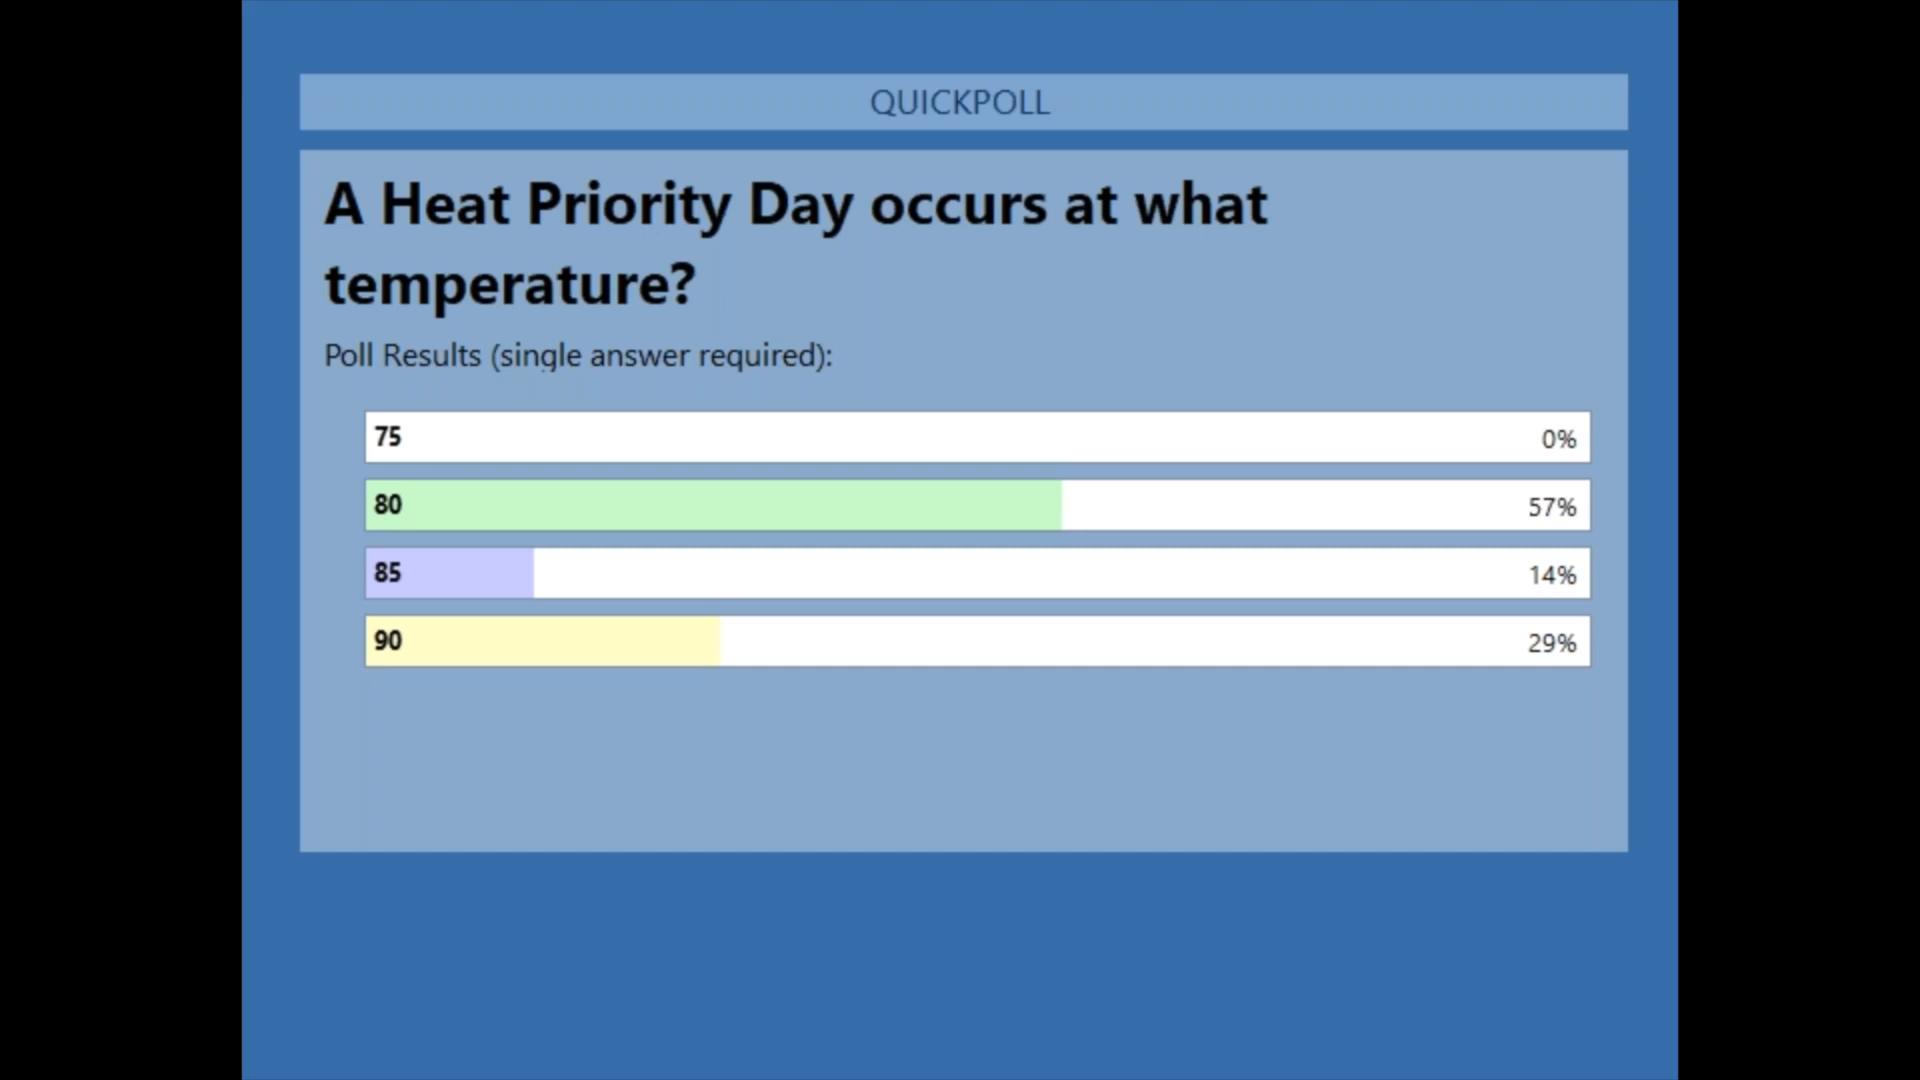 QUICKPOLL
A Heat Priority Day occurs at what
temperature?
Poll Results (single answer required):
75 0%
80 57%
85 14%
90 29%